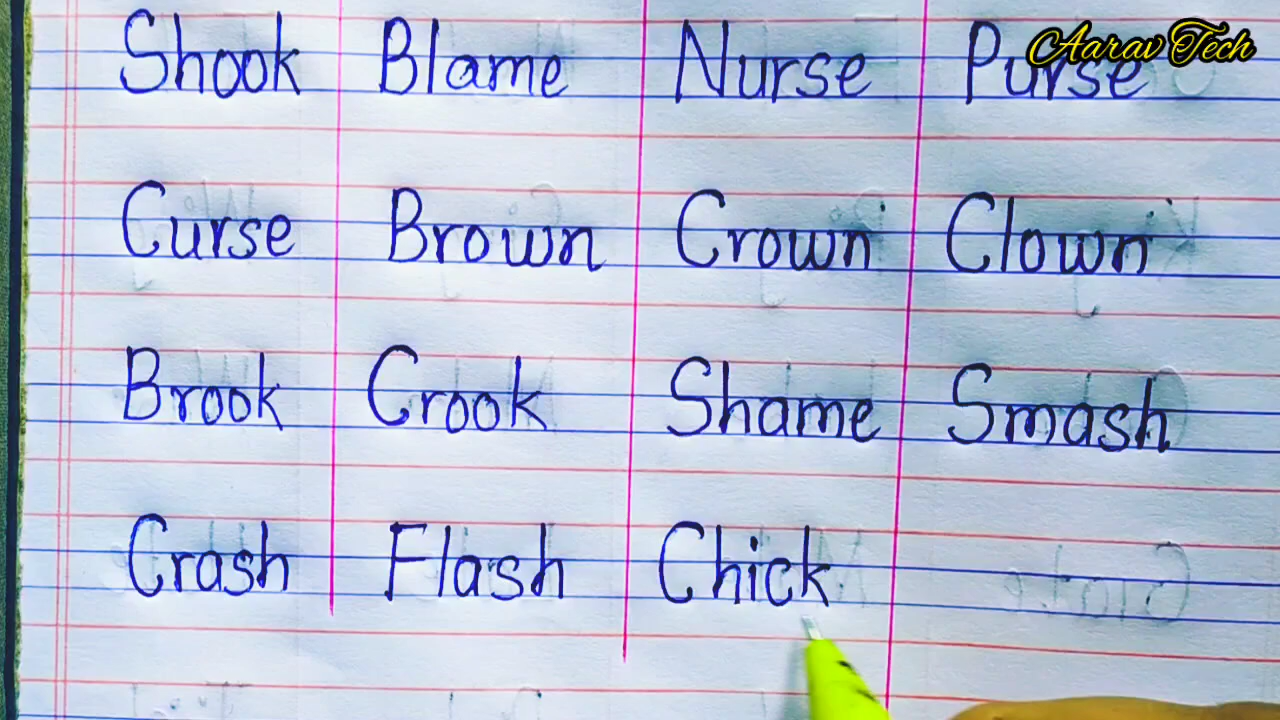 Shook Blame Nurse Purse
Aarav Tech
Curse Brown Crown Clown
Brook Crook Shame Smash
Crash Flash Chick